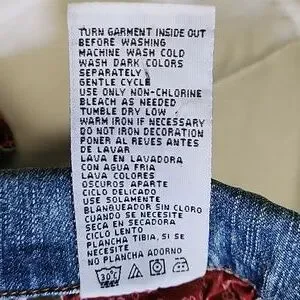 TURN GARMENT INSIDE OUT
BEFORE WASHING
MACHINE WASH COLD
WASH DARK COLORS
SEPARATELY
GENTLE CYCLE
USE ONLY NON-CHLORINE
BLEACH AS NEEDED
TUMBLE DRY LOW
WARM IRON IF NECESSARY
DO NOT IRON DECORATION
PONER AL REVES ANTES
DE LAVAR
LAVA EN LAVADORA
CON AGUA FRIA
LAVA COLORES
OSCUROS APARTE
CICLO DELICADO
USE SOLAMENTE
BLANQUEADOR SIN CLORO
CUANDO SE NECESITE
SECA EN SECADORA
CICLO LENTO
PLANCHA TIBIA, SI SE
NECESITE
NO PLANCHA ADORNO
30°C